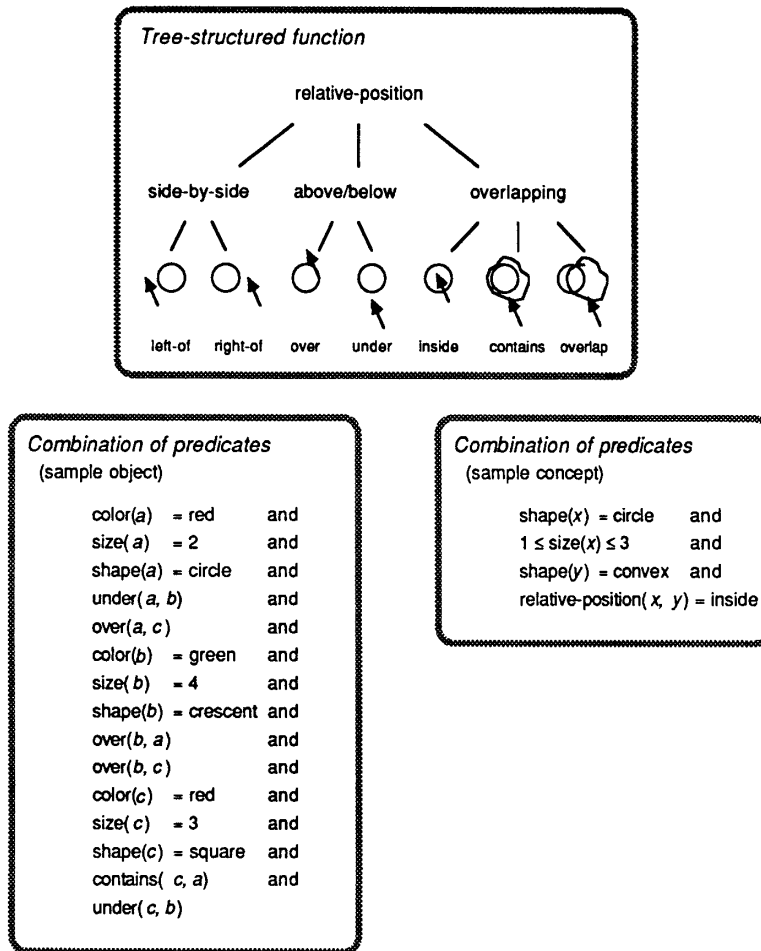 Tree-structured function
relative-position
side-by-side above/below overlapping
left-of right-of over under inside contains overlap
Combination of predicates
(sample object)
color(a) = red and
size(a) = 2 and
shape(a) = circle and
under(a, b) and
over(a, c) and
color(b) = green and
size(b) = 4 and
shape(b) = crescent and
over(b, a) and
over(b, c) and
color(c) = red and
size(c) = 3 and
shape(c) = square and
contains( c, a) and
under(c, b)
Combination of predicates
(sample concept)
shape(x) = circle and
1 ≤ size(x) ≤ 3 and
shape(y) = convex and
relative-position(x, y) = inside